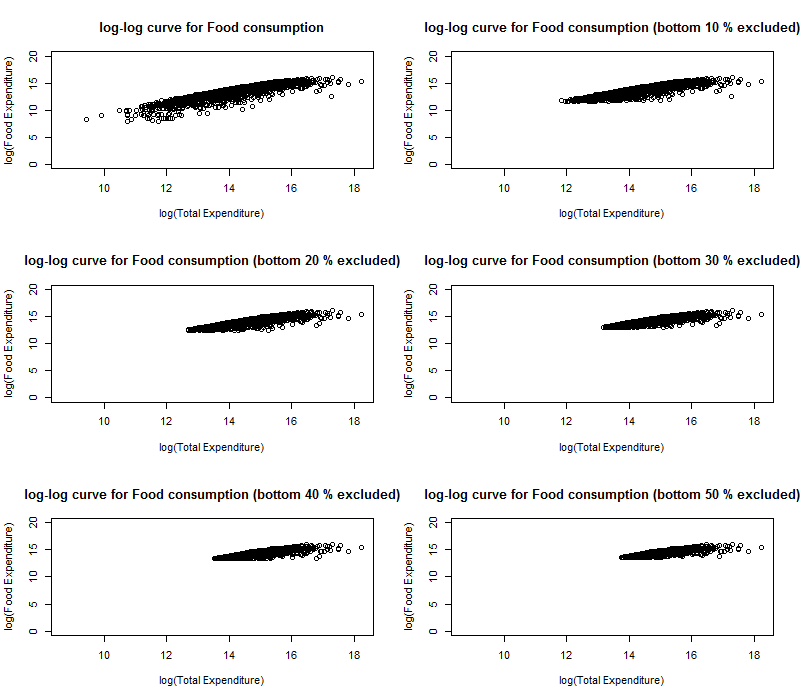 log-log curve for Food consumption
log(Food Expenditure)
20
15
10
5
0
10 12 14 16 18
log(Total Expenditure)
log-log curve for Food consumption (bottom 10 % excluded)
log(Food Expenditure)
20
15
10
5
0
10 12 14 16 18
log(Total Expenditure)
log-log curve for Food consumption (bottom 20 % excluded)
log(Food Expenditure)
20
15
10
5
0
10 12 14 16 18
log(Total Expenditure)
log-log curve for Food consumption (bottom 30 % excluded)
log(Food Expenditure)
20
15
10
5
0
10 12 14 16 18
log(Total Expenditure)
log-log curve for Food consumption (bottom 40 % excluded)
log(Food Expenditure)
20
15
10
5
0
10 12 14 16 18
log(Total Expenditure)
log-log curve for Food consumption (bottom 50 % excluded)
log(Food Expenditure)
20
15
10
5
0
10 12 14 16 18
log(Total Expenditure)